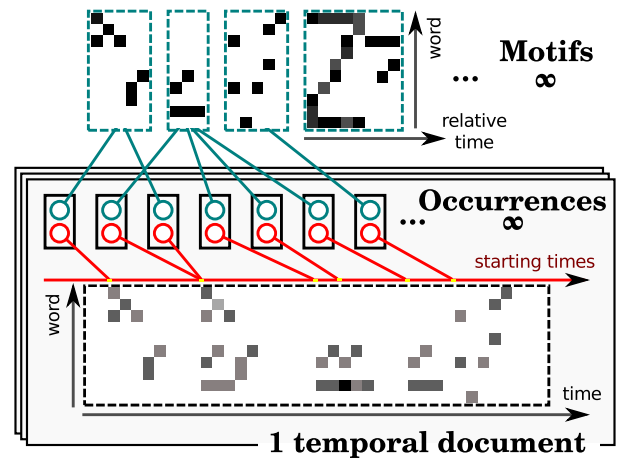 word
Motifs
...
∞
relative
time
Occurrences
...
∞
starting times
word
time
1 temporal document